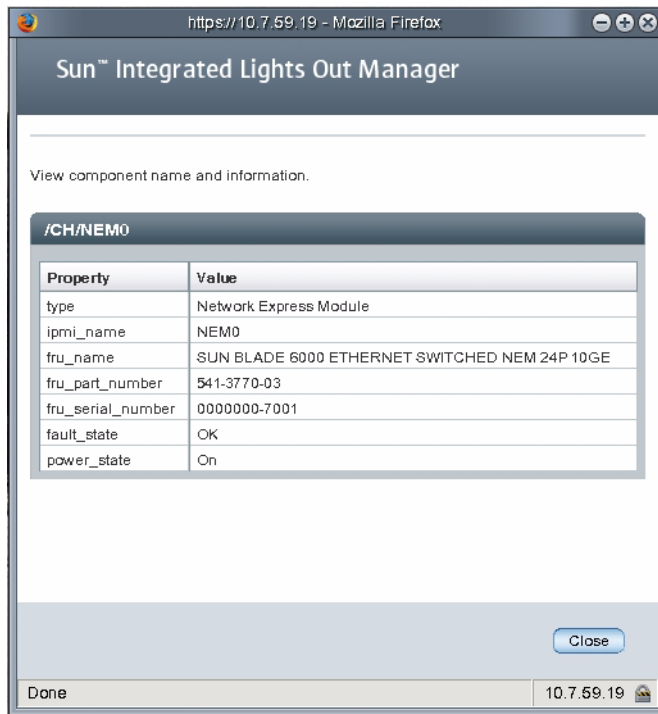 https://10.7.59.19 - Mozilla Firefox
Sun™ Integrated Lights Out Manager
View component name and information.
/CH/NEM0
Property Value
type Network Express Module
ipmi_name NEM0
fru_name SUN BLADE 6000 ETHERNET SWITCHED NEM 24P 10GE
fru_part_number 541-3770-03
fru_serial_number 0000000-7001
fault_state OK
power_state On
Close
Done 10.7.59.19